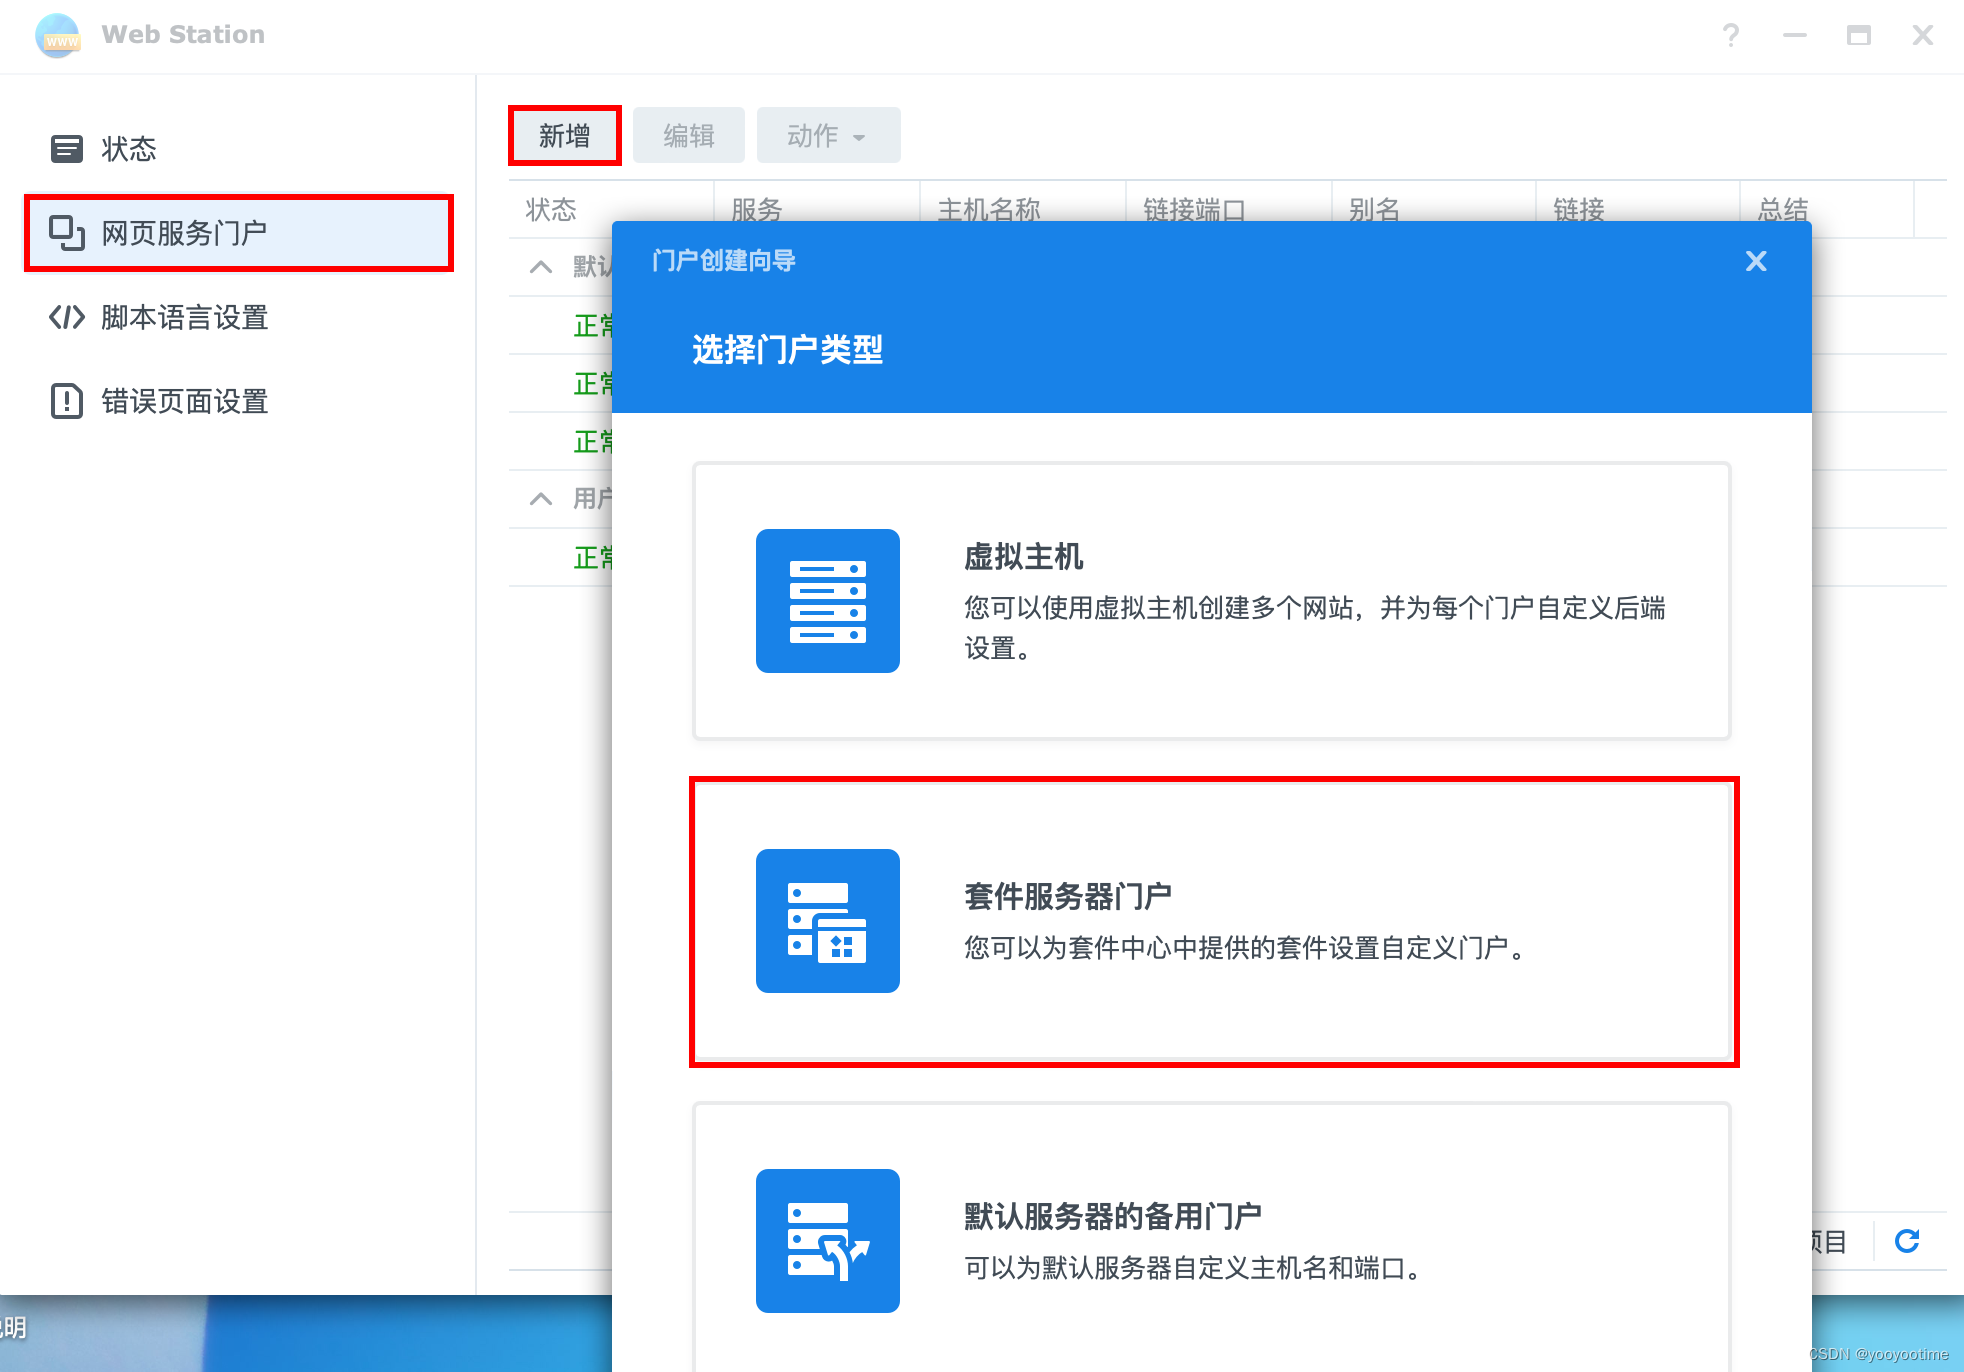 www
Web Station
状态
网页服务门户
脚本语言设置
错误页面设置
新增
编辑
动作
状态
服务
主机名称
链接端口
别名
链接
总结
默认
正常
正常
正常
用户
正常
门户创建向导
选择门户类型
虚拟主机
您可以使用虚拟主机创建多个网站，并为每个门户自定义后端
设置。
套件服务器门户
您可以为套件中心中提供的套件设置自定义门户。
默认服务器的备用门户
可以为默认服务器自定义主机名和端口。
项目
说明
CSDN @yooyootime